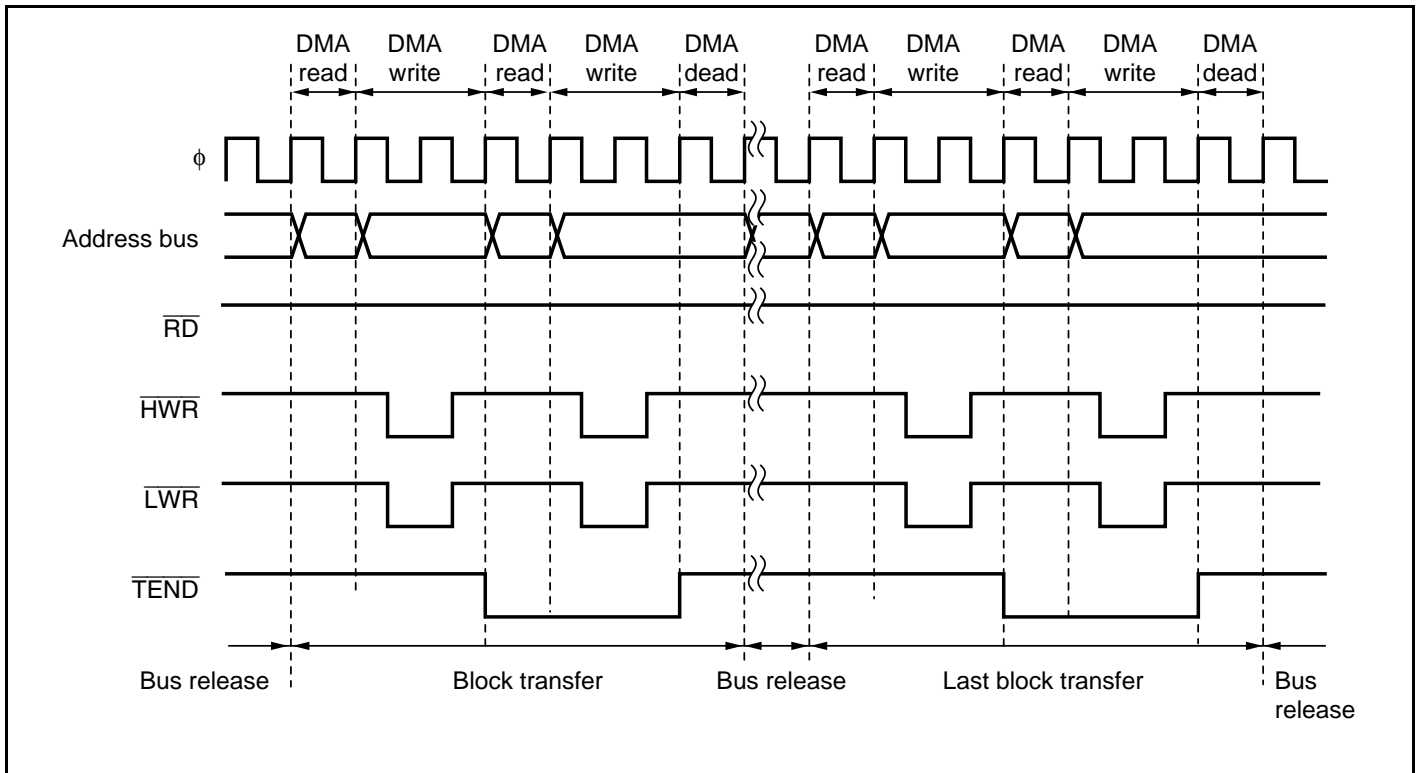 DMA read
DMA write
DMA read
DMA write
DMA dead
DMA read
DMA write
DMA read
DMA write
DMA dead
φ
Address bus
RD
HWR
LWR
TEND
Bus release
Block transfer
Bus release
Last block transfer
Bus
release